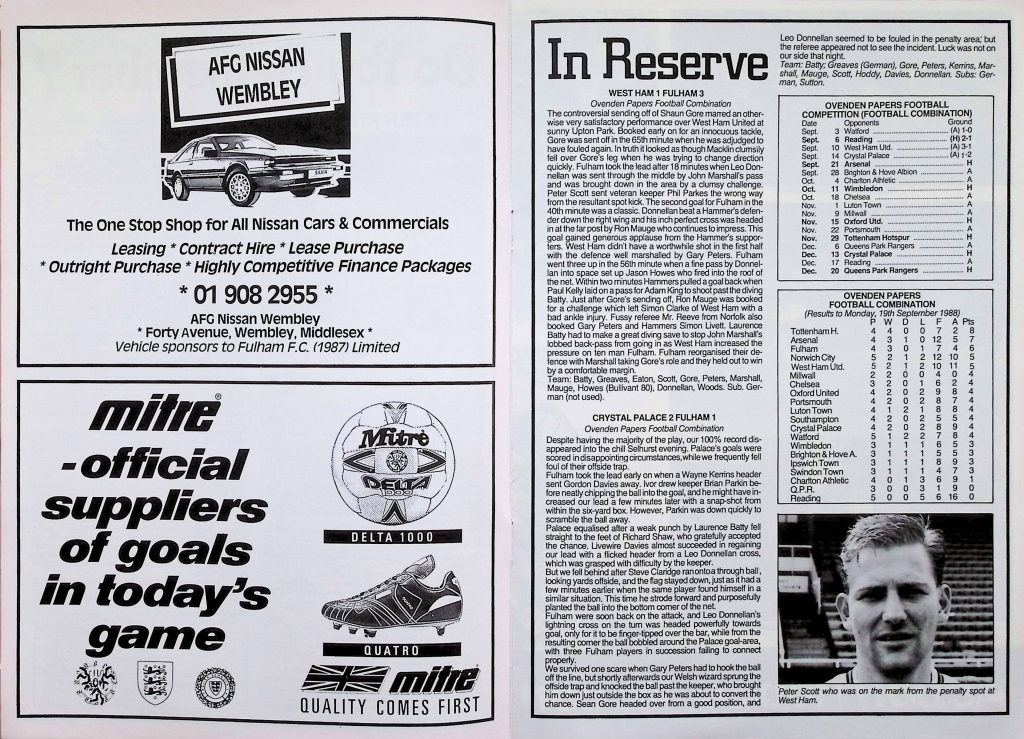 AFG NISSAN
WEMBLEY
SILVIA
The One Stop Shop for All Nissan Cars & Commercials
Leasing * Contract Hire * Lease Purchase
* Outright Purchase * Highly Competitive Finance Packages
* 01 908 2955 *
AFG Nissan Wembley
* Forty Avenue, Wembley, Middlesex *
Vehicle sponsors to Fulham F.C. (1987) Limited
mitre®
-official
suppliers
of goals
in today's
game
Mitre
DELTA
1000
DELTA 1000
QUATRO
mitre
QUALITY COMES FIRST
In Reserve
WEST HAM 1 FULHAM 3
Ovenden Papers Football Combination
The controversial sending off of Shaun Gore marred an other-
wise very satisfactory performance over West Ham United at
sunny Upton Park. Booked early on for an innocuous tackle,
Gore was sent off in the 65th minute when he was adjudged to
have fouled again. In truth it looked as though Macklin clumsily
fell over Gore's leg when he was trying to change direction
quickly. Fulham took the lead after 18 minutes when Leo Don-
nellan was sent through the middle by John Marshall's pass
and was brought down in the area by a clumsy challenge.
Peter Scott sent veteran keeper Phil Parkes the wrong way
from the resultant spot kick. The second goal for Fulham in the
40th minute was a classic. Donnellan beat a Hammer's defen-
der down the right wing and his inch perfect cross was headed
in at the far post by Ron Mauge who continues to impress. This
goal gained generous applause from the Hammer's suppor-
ters. West Ham didn't have a worthwhile shot in the first half
with the defence well marshalled by Gary Peters. Fulham went
went three up in the 56th minute when a fine pass by Donnel-
lan into space set up Jason Howes who fired into the roof of
the net. Within two minutes Hammers pulled a goal back when
Paul Kelly laid on a pass for Adam King to shoot past the diving
Batty. Just after Gore's sending off, Ron Mauge was booked
for a challenge which left Simon Clarke of West Ham with a
bad ankle injury. Fussy referee Mr. Reeve from Norfolk also
booked Gary Peters and Hammers Simon Livett. Laurence
Batty had to make a great diving save to stop John Marshall's
lobbed back-pass from going in as West Ham increased the
pressure on ten man Fulham. Fulham reorganised their de-
fence with Marshall taking Gore's role and they held out to win
by a comfortable margin.
Team: Batty, Greaves, Eaton, Scott, Gore, Peters, Marshall,
Mauge, Howes (Bullivant 80), Donnellan, Woods. Sub. Ger-
man (not used).
CRYSTAL PALACE 2 FULHAM 1
Ovenden Papers Football Combination
Despite having the majority of the play, our 100% record dis-
appeared into the chill Selhurst evening. Palace's goals were
scored in disappointing circumstances, while we frequently fell
foul of their offside trap.
Fulham took the lead early on when a Wayne Kerrins header
sent Gordon Davies away. Ivor drew keeper Brian Parkin be-
fore neatly chipping the ball into the goal, and he might have in-
creased our lead a few minutes later with a snap-shot from
within the six-yard box. However, Parkin was down quickly to
scramble the ball away.
Palace equalised after a weak punch by Laurence Batty fell
straight to the feet of Richard Shaw, who gratefully accepted
the chance. Livewire Davies almost succeeded in regaining
our lead with a flicked header from a Leo Donnellan cross,
which was grasped with difficulty by the keeper.
But we fell behind after Steve Claridge ran onto a through ball,
looking yards offside, and the flag stayed down, just as it had a
few minutes earlier when the same player found himself in a
similar situation. This time he strode forward and purposefully
planted the ball into the bottom corner of the net.
Fulham were soon back on the attack, and Leo Donnellan's
lightning cross on the turn was headed powerfully towards
goal, only for it to be finger-tipped over the bar, while from the
resulting corner the ball bobbled around the Palace goal-area,
with three Fulham players in succession failing to connect
properly.
We survived one scare when Gary Peters had to hook the ball
off the line, but shortly afterwards our Welsh wizard sprung the
offside trap and knocked the ball past the keeper, who brought
him down just outside the box as he was about to convert the
chance. Sean Gore headed over from a good position, and
Leo Donnellan seemed to be fouled in the penalty area, but
the referee appeared not to see the incident. Luck was not on
our side that night.
Team: Batty; Greaves (German), Gore, Peters, Kerrins, Mar-
shall, Mauge, Scott, Hoddy, Davies, Donnellan. Subs: Ger-
man, Sutton.
OVENDEN PAPERS FOOTBALL
COMPETITION (FOOTBALL COMBINATION)
Date Opponents Ground
Sept. 3 Watford (A) 1-0
Sept. 6 Reading (H) 2-1
Sept. 10 West Ham Utd. (A) 3-1
Sept. 14 Crystal Palace (A) 1-2
Sept. 21 Arsenal H
Sept. 28 Brighton & Hove Albion A
Oct. 4 Charlton Athletic A
Oct. 11 Wimbledon H
Oct. 18 Chelsea A
Nov. 1 Luton Town A
Nov. 9 Millwall A
Nov. 15 Oxford Utd. H
Nov. 22 Portsmouth A
Nov. 29 Tottenham Hotspur H
Dec. 6 Queens Park Rangers A
Dec. 13 Crystal Palace H
Dec. 17 Reading A
Dec. 20 Queens Park Rangers H
OVENDEN PAPERS
FOOTBALL COMBINATION
(Results to Monday, 19th September 1988)
P W D L F A Pts
Tottenham H. 4 4 0 0 7 2 8
Arsenal 4 3 1 0 12 5 7
Fulham 4 3 0 1 7 4 6
Norwich City 5 2 1 2 12 10 5
West Ham Utd. 5 2 1 2 10 11 5
Millwall 2 2 0 0 4 0 4
Chelsea 3 2 0 1 6 2 4
Oxford United 4 2 0 2 9 8 4
Portsmouth 4 2 0 2 8 7 4
Luton Town 4 1 2 1 8 8 4
Southampton 4 2 0 2 5 5 4
Crystal Palace 4 2 0 2 8 9 4
Watford 5 1 2 2 7 8 4
Wimbledon 3 1 1 1 6 5 3
Brighton & Hove A. 3 1 1 1 5 5 3
Ipswich Town 3 1 1 1 8 9 3
Swindon Town 3 1 1 1 4 7 3
Charlton Athletic 4 0 1 3 6 9 1
Q.P.R. 3 0 0 3 1 9 0
Reading 5 0 0 5 6 16 0
Peter Scott who was on the mark from the penalty spot at
West Ham.